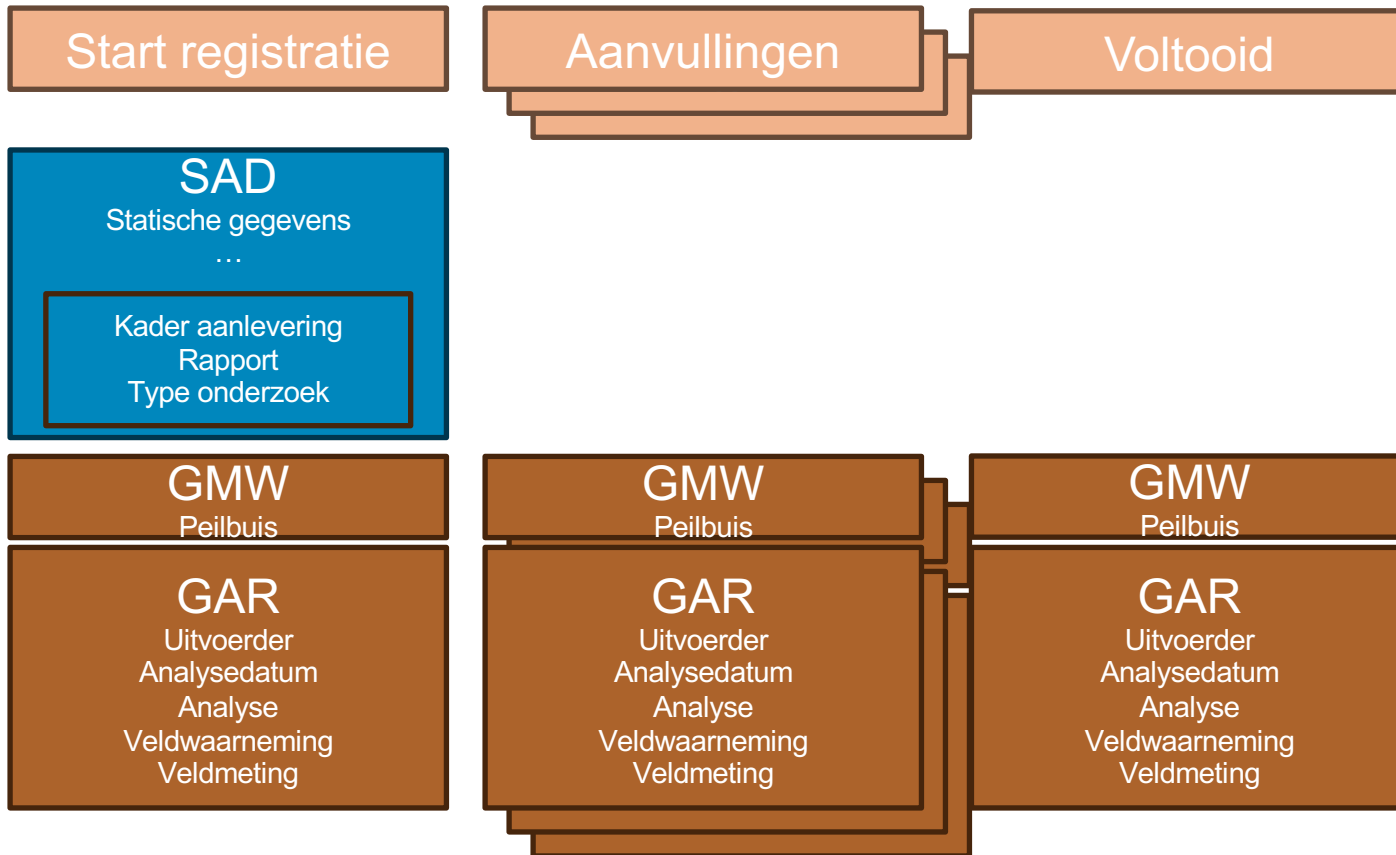 Start registratie
Aanvullingen
Voltooid
SAD
Statische gegevens
…
Kader aanlevering
Rapport
Type onderzoek
GMW
Peilbuis
GMW
Peilbuis
GMW
Peilbuis
GAR
Uitvoerder
Analysedatum
Analyse
Veldwaarneming
Veldmeting
GAR
Uitvoerder
Analysedatum
Analyse
Veldwaarneming
Veldmeting
GAR
Uitvoerder
Analysedatum
Analyse
Veldwaarneming
Veldmeting